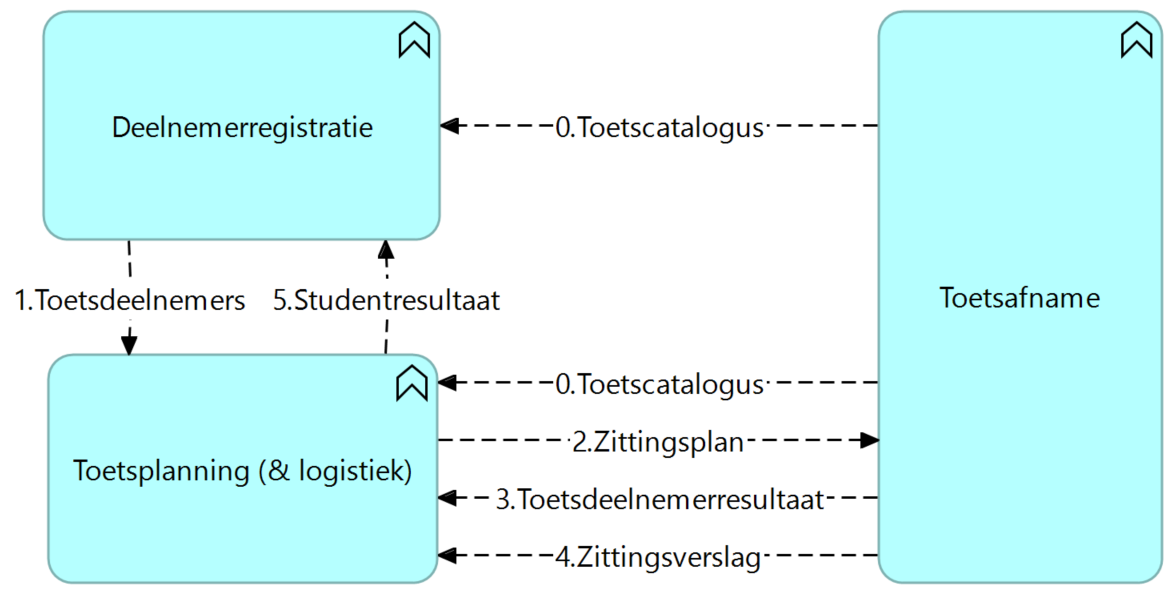 Deelnemerregistratie
0.Toetscatalogus
1.Toetsdeelnemers
5.Studentresultaat
Toetsafname
0.Toetscatalogus
2.Zittingsplan
Toetsplanning (& logistiek)
3.Toetsdeelnemerresultaat
4.Zittingsverslag